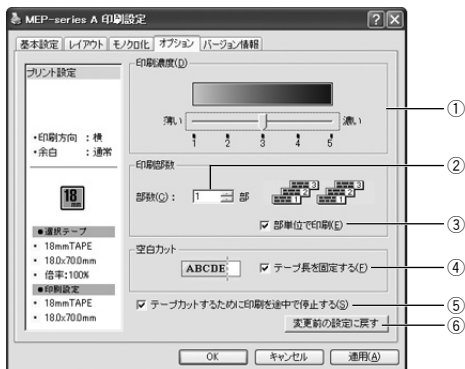 MEP-series A 印刷設定
基本設定 レイアウト モノクロ化 オプション バージョン情報
プリント設定
・印刷方向 : 横
・余白 : 通常
18
●選択テープ
・ 18mmTAPE
・ 18.0x70.0mm
・ 倍率:100%
●印刷設定
・ 18mmTAPE
・ 18.0x70.0mm
印刷濃度(D)
薄い 濃い
1 2 3 4 5
①
印刷部数
②
部数(C): 1 部
1 2 3 1 2 3
部単位で印刷(E)
③
空白カット
ABCDE
テープ長を固定する(F)
④
テープカットするために印刷を途中で停止する(S)
⑤
変更前の設定に戻す
⑥
OK キャンセル 適用(A)